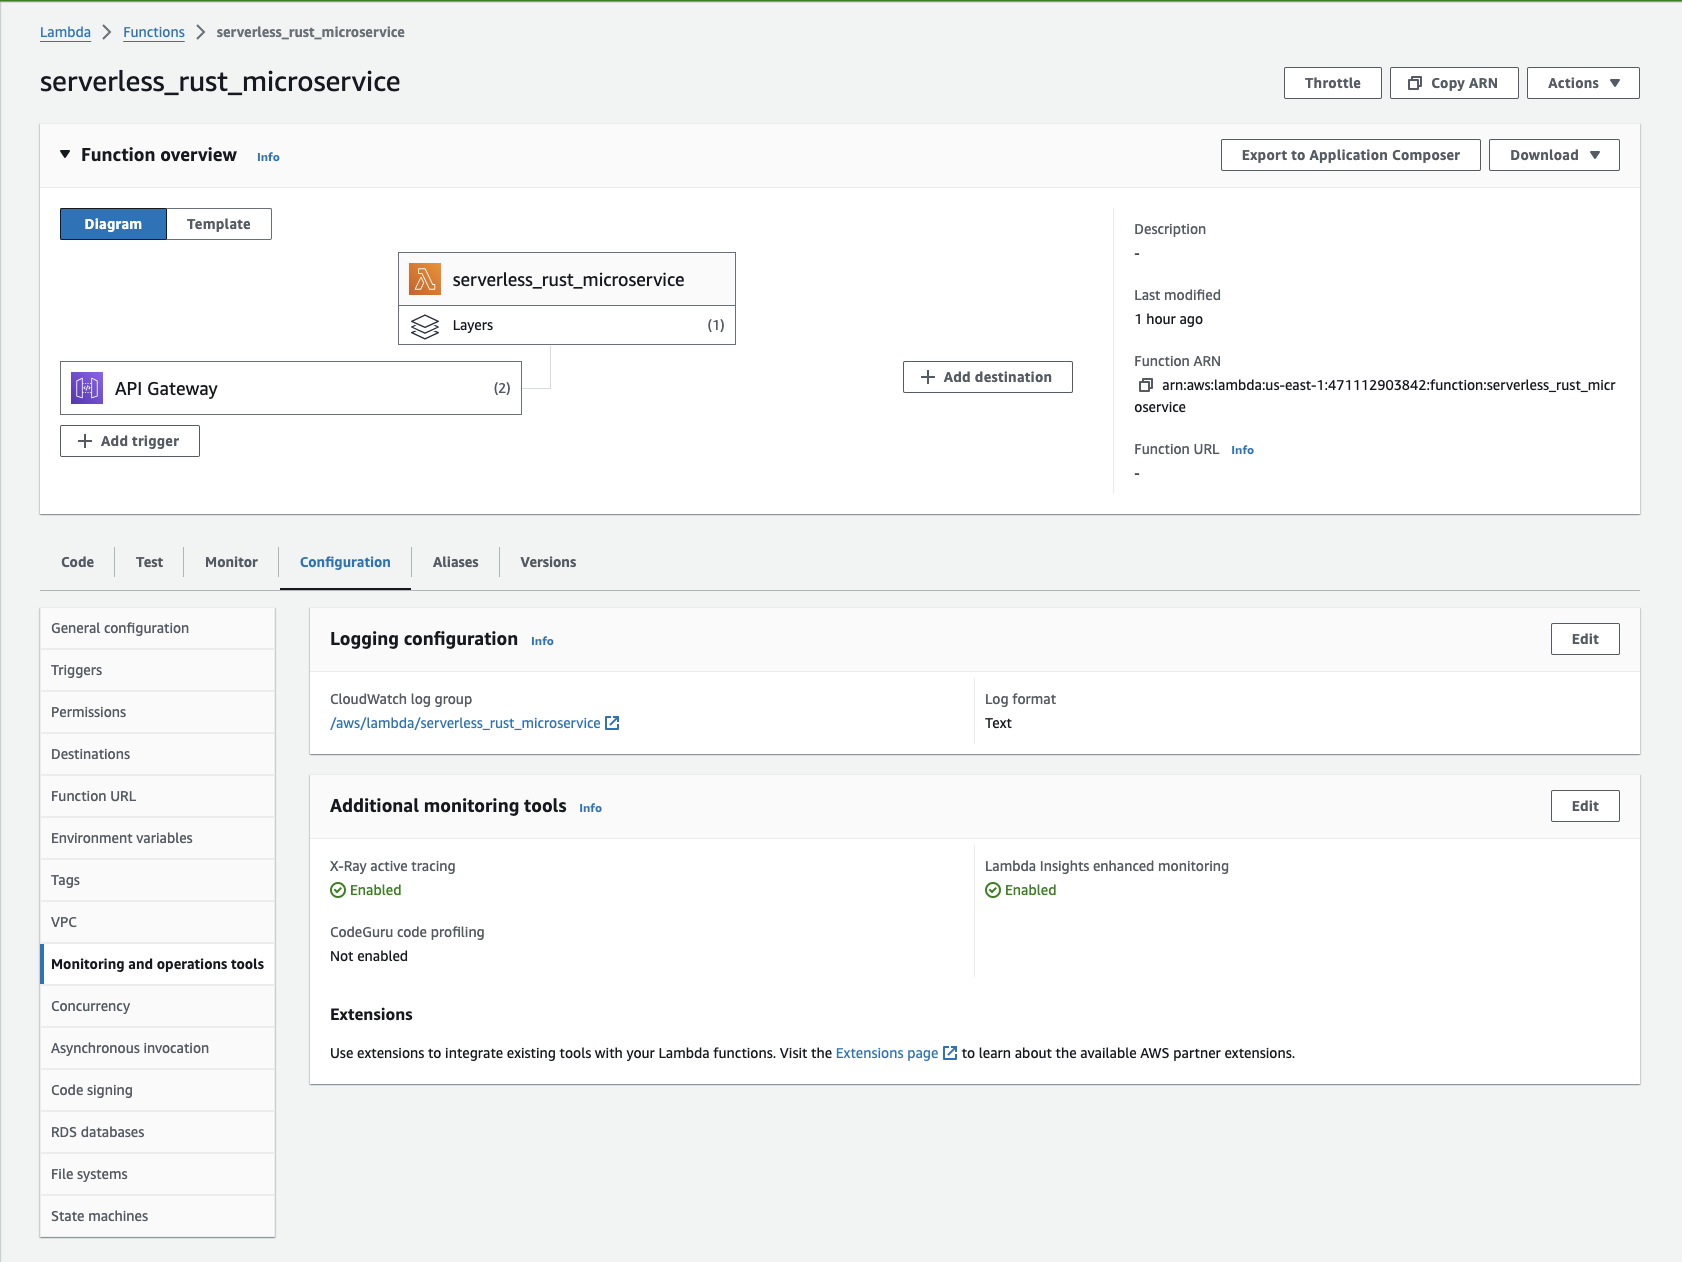 Lambda > Functions > serverless_rust_microservice
serverless_rust_microservice
Throttle
Copy ARN
Actions
Function overview Info
Export to Application Composer
Download
Diagram
Template
serverless_rust_microservice
Layers (1)
API Gateway (2)
+ Add trigger
+ Add destination
Description
-
Last modified
1 hour ago
Function ARN
arn:aws:lambda:us-east-1:471112903842:function:serverless_rust_micr
oservice
Function URL Info
-
Code
Test
Monitor
Configuration
Aliases
Versions
General configuration
Triggers
Permissions
Destinations
Function URL
Environment variables
Tags
VPC
Monitoring and operations tools
Concurrency
Asynchronous invocation
Code signing
RDS databases
File systems
State machines
Logging configuration Info
Edit
CloudWatch log group
/aws/lambda/serverless_rust_microservice
Log format
Text
Additional monitoring tools Info
Edit
X-Ray active tracing
Enabled
Lambda Insights enhanced monitoring
Enabled
CodeGuru code profiling
Not enabled
Extensions
Use extensions to integrate existing tools with your Lambda functions. Visit the Extensions page to learn about the available AWS partner extensions.